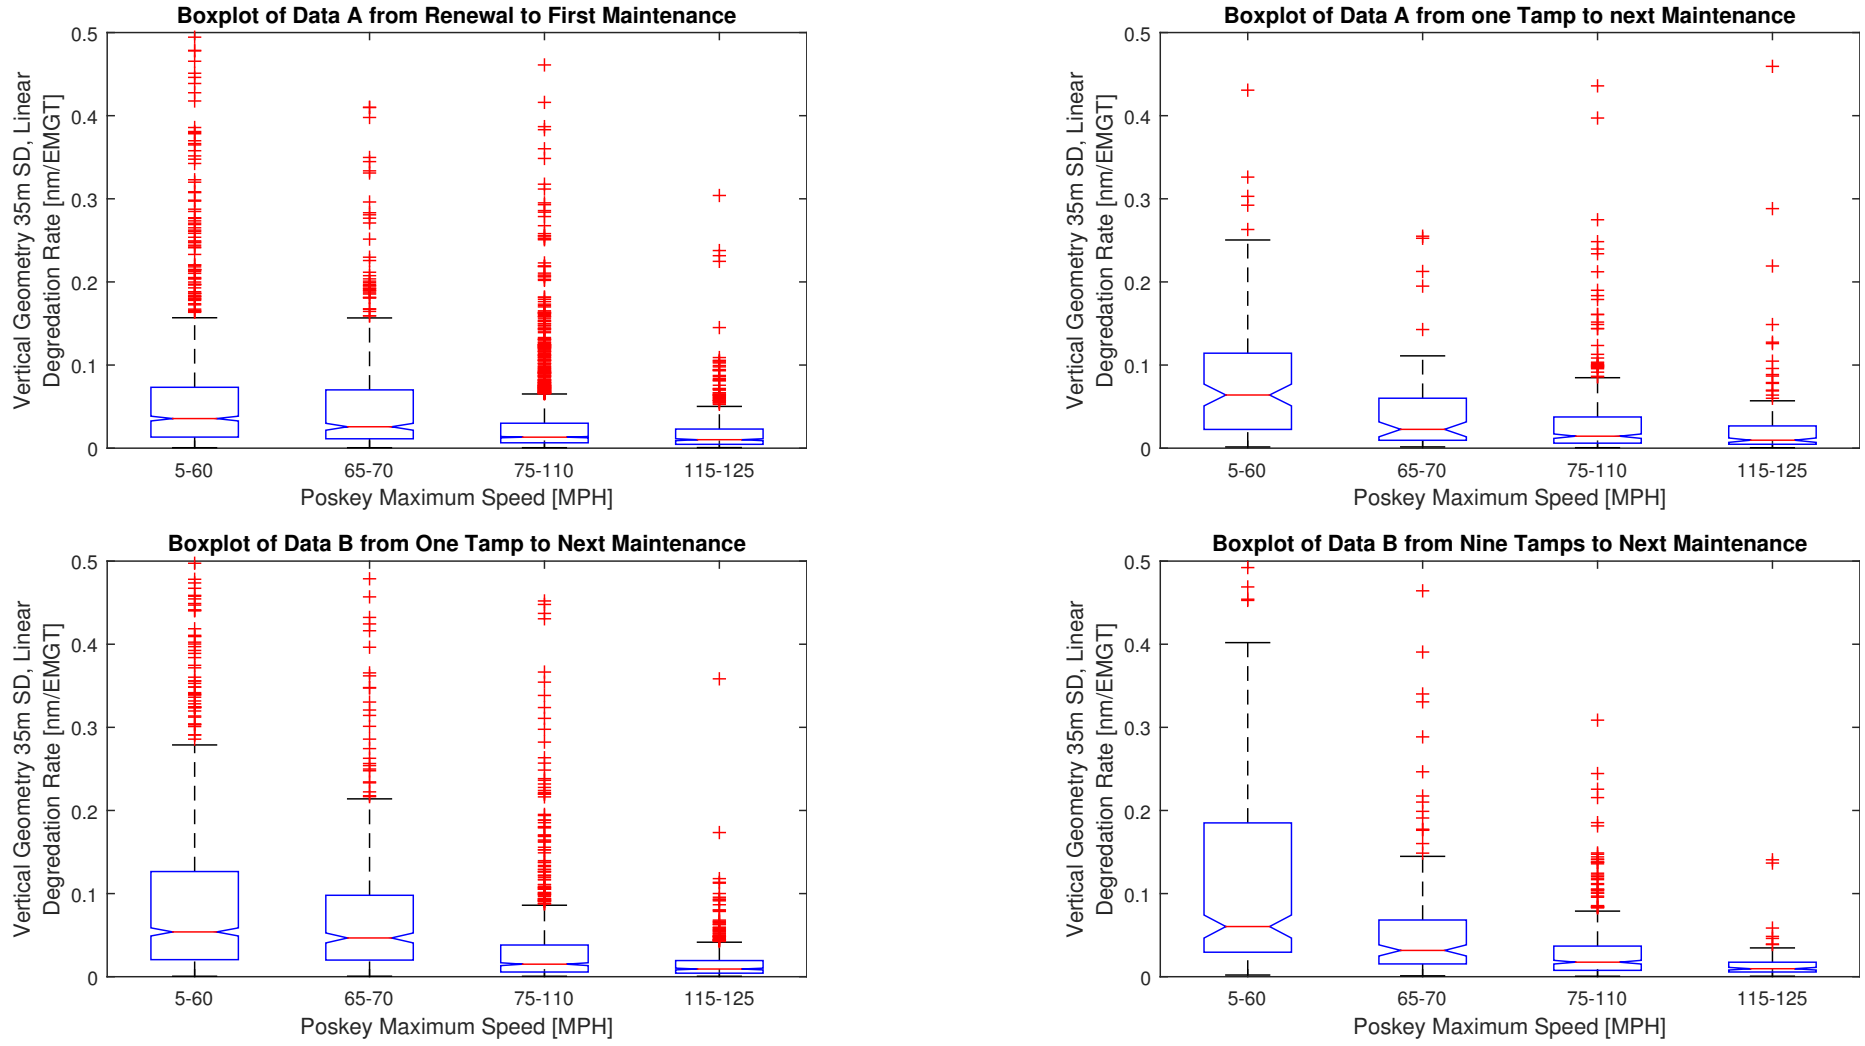 Boxplot of Data A from Renewal to First Maintenance
Vertical Geometry 35m SD, Linear
Degredation Rate [nm/EMGT]
0.5
0.4
0.3
0.2
0.1
0
5-60
65-70
75-110
115-125
Poskey Maximum Speed [MPH]
Boxplot of Data A from one Tamp to next Maintenance
Vertical Geometry 35m SD, Linear
Degredation Rate [nm/EMGT]
0.5
0.4
0.3
0.2
0.1
0
5-60
65-70
75-110
115-125
Poskey Maximum Speed [MPH]
Boxplot of Data B from One Tamp to Next Maintenance
Vertical Geometry 35m SD, Linear
Degredation Rate [nm/EMGT]
0.5
0.4
0.3
0.2
0.1
0
5-60
65-70
75-110
115-125
Poskey Maximum Speed [MPH]
Boxplot of Data B from Nine Tamps to Next Maintenance
Vertical Geometry 35m SD, Linear
Degredation Rate [nm/EMGT]
0.5
0.4
0.3
0.2
0.1
0
5-60
65-70
75-110
115-125
Poskey Maximum Speed [MPH]